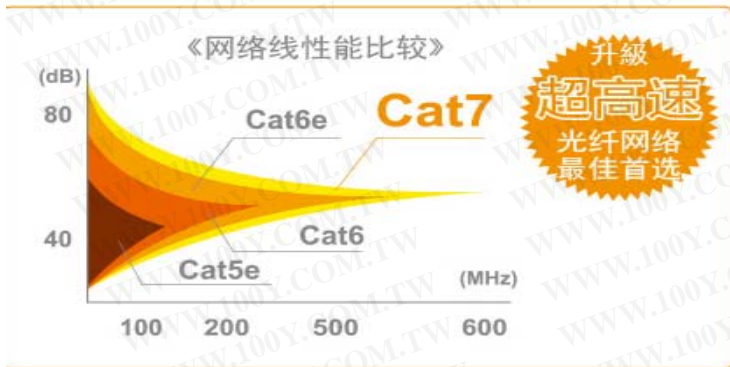 《网络线性能比较》
(dB)
80
40
Cat6e
Cat7
Cat6
Cat5e
(MHz)
100 200 500 600
升級
超高速
光纤网络
最佳首选
WWW.100Y.COM.TW